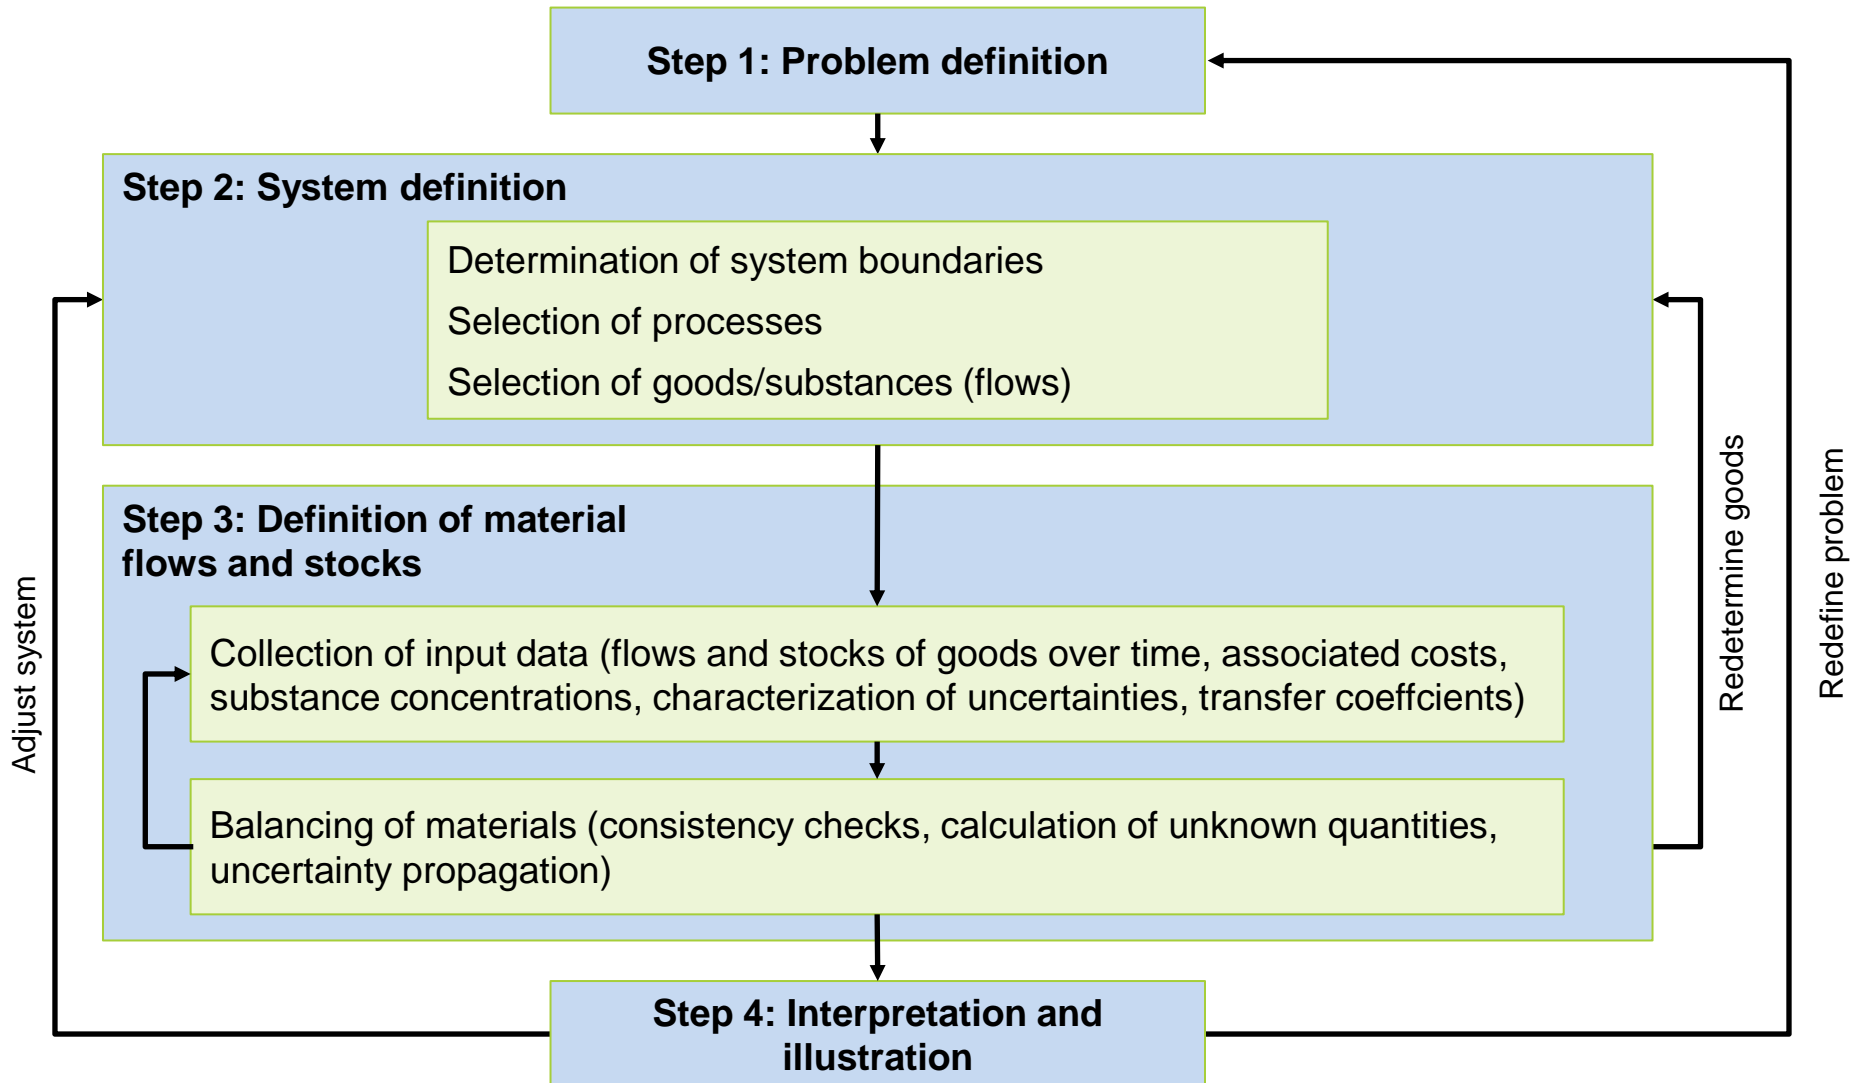 Step 1: Problem definition
Step 2: System definition
Determination of system boundaries
Selection of processes
Selection of goods/substances (flows)
Step 3: Definition of material
flows and stocks
Collection of input data (flows and stocks of goods over time, associated costs,
substance concentrations, characterization of uncertainties, transfer coeffcients)
Balancing of materials (consistency checks, calculation of unknown quantities,
uncertainty propagation)
Step 4: Interpretation and
illustration
Adjust system
Redetermine goods
Redefine problem